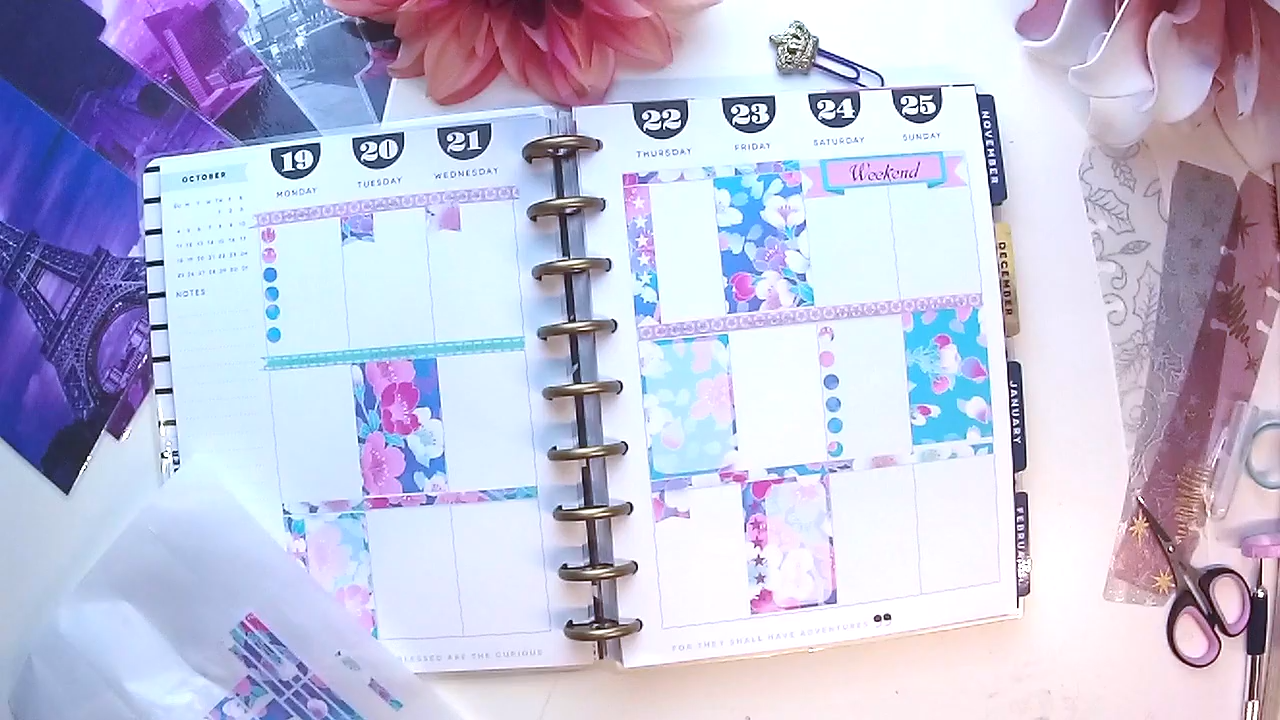 OCTOBER
19
20
21
MONDAY
TUESDAY
WEDNESDAY
NOTES
BLESSED ARE THE CURIOUS
22
23
24
25
THURSDAY
FRIDAY
SATURDAY
SUNDAY
Weekend
FOR THEY SHALL HAVE ADVENTURES
NOVEMBER
DECEMBER
JANUARY